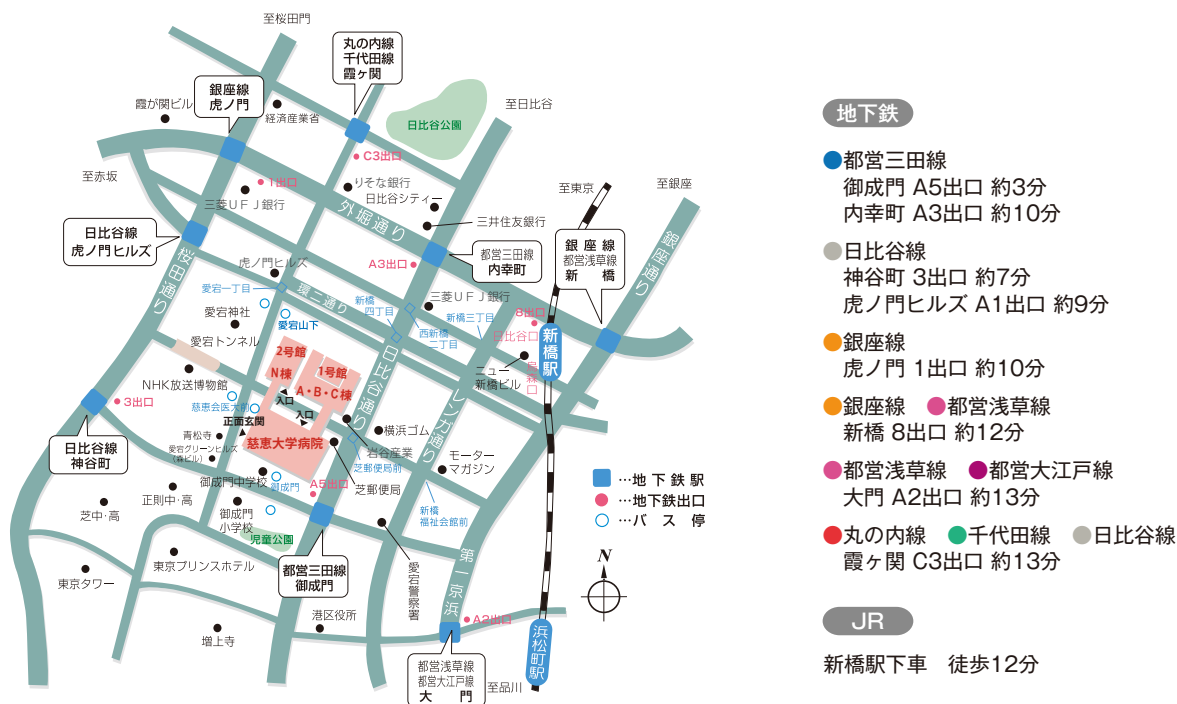 至桜田門
丸の内線
千代田線
霞ヶ関
銀座線
虎ノ門
霞が関ビル
経済産業省
日比谷公園
至日比谷
C3出口
至赤坂
1出口
三菱UFJ銀行
りそな銀行
日比谷シティー
至東京
至銀座
外堀通り
三井住友銀行
日比谷線
虎ノ門ヒルズ
桜田通り
都営三田線
内幸町
銀座線
都営浅草線
新橋
銀座通り
A3出口
虎ノ門ヒルズ
愛宕一丁目
環二通り
新橋
四丁目
三菱UFJ銀行
西新橋
二丁目
新橋三丁目
8出口
日比谷口
烏森口
新橋駅
愛宕神社
愛宕山下
愛宕トンネル
2号館
N棟
1号館
A・B・C棟
日比谷通り
ニュー
新橋ビル
NHK放送博物館
慈恵会医大前
入口
入口
正面玄関
慈恵大学病院
レンガ通り
3出口
日比谷線
神谷町
青松寺
愛宕グリーンヒルズ
(森ビル)
横浜ゴム
岩谷産業
芝郵便局前
モーター
マガジン
御成門中学校
御成門
A5出口
芝郵便局
新橋
福祉会館前
芝中・高
正則中・高
御成門
小学校
児童公園
東京プリンスホテル
東京タワー
都営三田線
御成門
愛宕警察署
第一京浜
増上寺
港区役所
A2出口
都営浅草線
都営大江戸線
大門
至品川
浜松町駅
…地下鉄駅
…地下鉄出口
…バス停
N
地下鉄
都営三田線
御成門 A5出口 約3分
内幸町 A3出口 約10分
日比谷線
神谷町 3出口 約7分
虎ノ門ヒルズ A1出口 約9分
銀座線
虎ノ門 1出口 約10分
銀座線 都営浅草線
新橋 8出口 約12分
都営浅草線 都営大江戸線
大門 A2出口 約13分
丸の内線 千代田線 日比谷線
霞ヶ関 C3出口 約13分
JR
新橋駅下車 徒歩12分